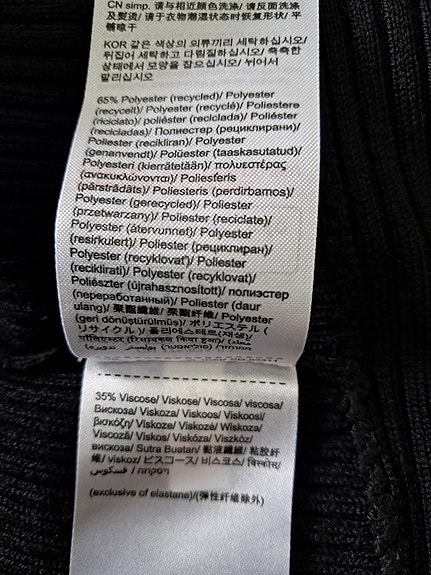 CN simp. 请与相近颜色洗涤/ 请反面洗涤
及熨烫/ 请于衣物潮湿状态时恢复形状/ 平
铺晾干
KOR 같은 색상의 의류끼리 세탁하십시오/
뒤집어 세탁하고 다림질하십시오/ 축축한
상태에서 모양을 잡으십시오/ 뉘어서
말리십시오
65% Polyester (recycled)/ Polyester
(recycelt)/ Polyester (recyclé)/ Poliestere
(riciclato)/ poliéster (reciclada)/ Poliéster
(recicladas)/ Полиестер (рециклирани)/
Poliester (recikliran)/ Polyester
(genanvendt)/ Polüester (taaskasutatud)/
Polyesteri (kierrätetään)/ πολυεστέρας
(ανακυκλώνονται)/ Poliesferis
(pārstrādāts)/ Poliesteris (perdirbamos)/
Polyester (gerecycled)/ Poliester
(przetwarzany)/ Poliester (reciclate)/
Polyester (återvunnet)/ Polyester
(resirkulert)/ Poliester (рециклиран)/
Polyester (recyklovat)/ Polyester
(reciklirati)/ Polyester (recyklovat)/
Poliészter (újrahasznosított)/ полиэстер
(переработанный)/ Poliester (daur
ulang)/ 聚酯纖維/ 聚酯纤维/ Polyester
(geri dönüştürülmüş)/ ポリエステル (
リサイクル )/ 폴리에스테르(재생)/
पॉलिएस्टर (रिसायकल किया हुआ)/
35% Viscose/ Viskose/ Viscosa/ viscosa/
Вискоза/ Viskoza/ Viskoos/ Viskoosi/
βισκόζη/ Viskoze/ Viskozė/ Wiskoza/
Viscoză/ Viskos/ Viskóza/ Viszkóz/
вискоза/ Sutra Buatan/ 黏液纖維/ 粘胶纤
维/ viskoz/ ビスコース/ 비스코스/ विस्कोस/
ויסקוזה / فسكوس
(exclusive of elastane)/(弹性纤维除外)